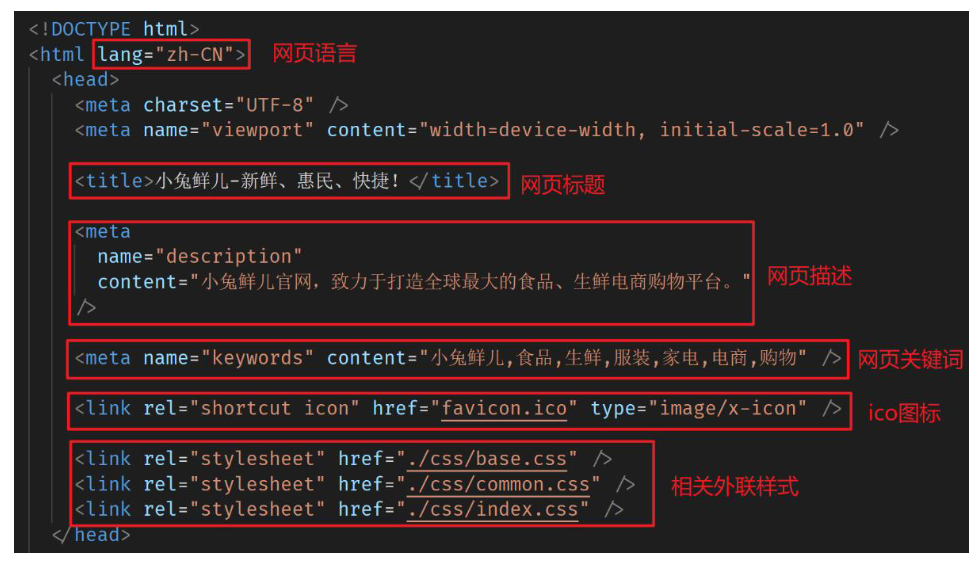 <!DOCTYPE html>
<html lang="zh-CN"> 网页语言
<head>
<meta charset="UTF-8" />
<meta name="viewport" content="width=device-width, initial-scale=1.0" />
<title>小兔鲜儿-新鲜、惠民、快捷!</title> 网页标题
<meta
name="description"
content="小兔鲜儿官网，致力于打造全球最大的食品、生鲜电商购物平台。" 网页描述
/>
<meta name="keywords" content="小兔鲜儿,食品,生鲜,服装,家电,电商,购物" /> 网页关键词
<link rel="shortcut icon" href="favicon.ico" type="image/x-icon" /> ico图标
<link rel="stylesheet" href="./css/base.css" />
<link rel="stylesheet" href="./css/common.css" /> 相关外联样式
<link rel="stylesheet" href="./css/index.css" />
</head>